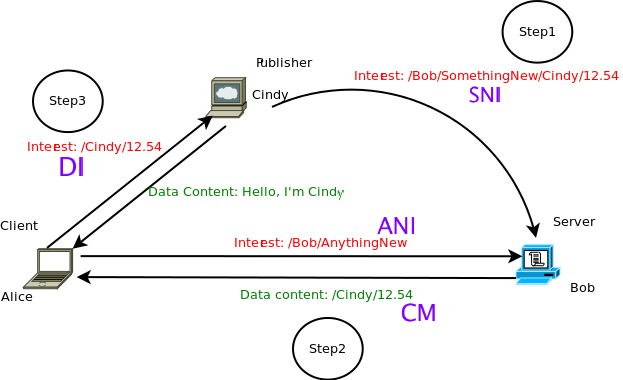 Step1
Publisher
Interest: /Bob/SomethingNew/Cindy/12.54
Cindy
SNI
Step3
Interest: /Cindy/12.54
DI
Data Content: Hello, I'm Cindy
Client
ANI
Server
Interest: /Bob/AnythingNew
Alice
Bob
Data content: /Cindy/12.54
CM
Step2